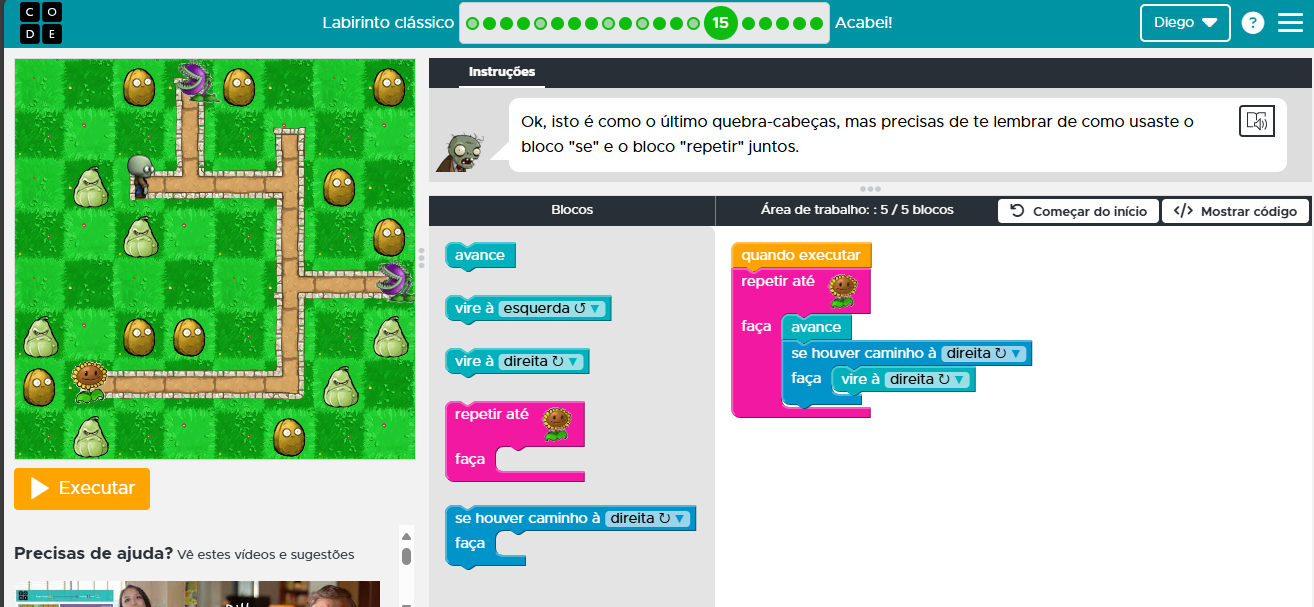 C O
D E
Labirinto clássico
15
Acabei!
Diego
?
Instruções
Ok, isto é como o último quebra-cabeças, mas precisas de te lembrar de como usaste o
bloco "se" e o bloco "repetir" juntos.
Blocos
Área de trabalho: : 5 / 5 blocos
Começar do início
</> Mostrar código
avance
vire à esquerda ↺ ▼
vire à direita ↻ ▼
repetir até
faça
se houver caminho à direita ↻ ▼
faça
quando executar
repetir até
faça
avance
se houver caminho à direita ↻ ▼
faça
vire à direita ↻ ▼
Executar
Precisas de ajuda? Vê estes vídeos e sugestões